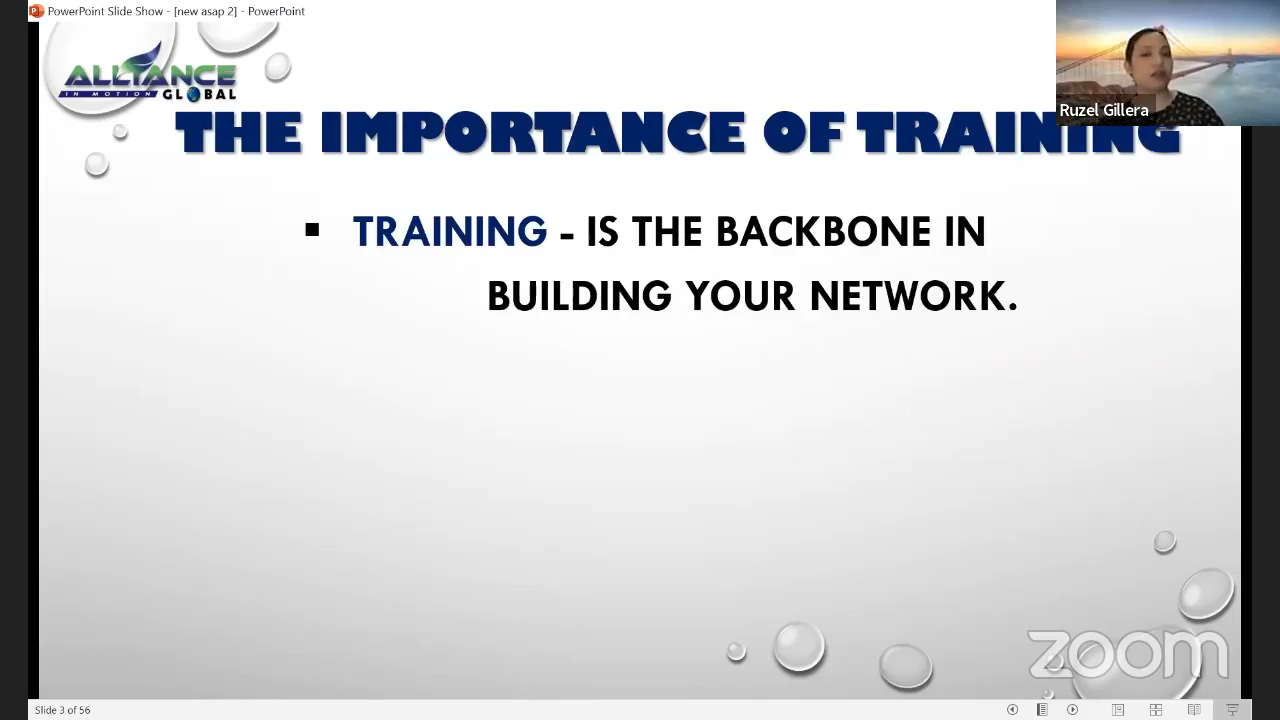 PowerPoint Slide Show - [new asap 2] - PowerPoint
ALLIANCE
IN MOTION GLOBAL
Ruzel Gillera
THE IMPORTANCE OF TRAINING
▪ TRAINING - IS THE BACKBONE IN
BUILDING YOUR NETWORK.
zoom
Slide 3 of 56